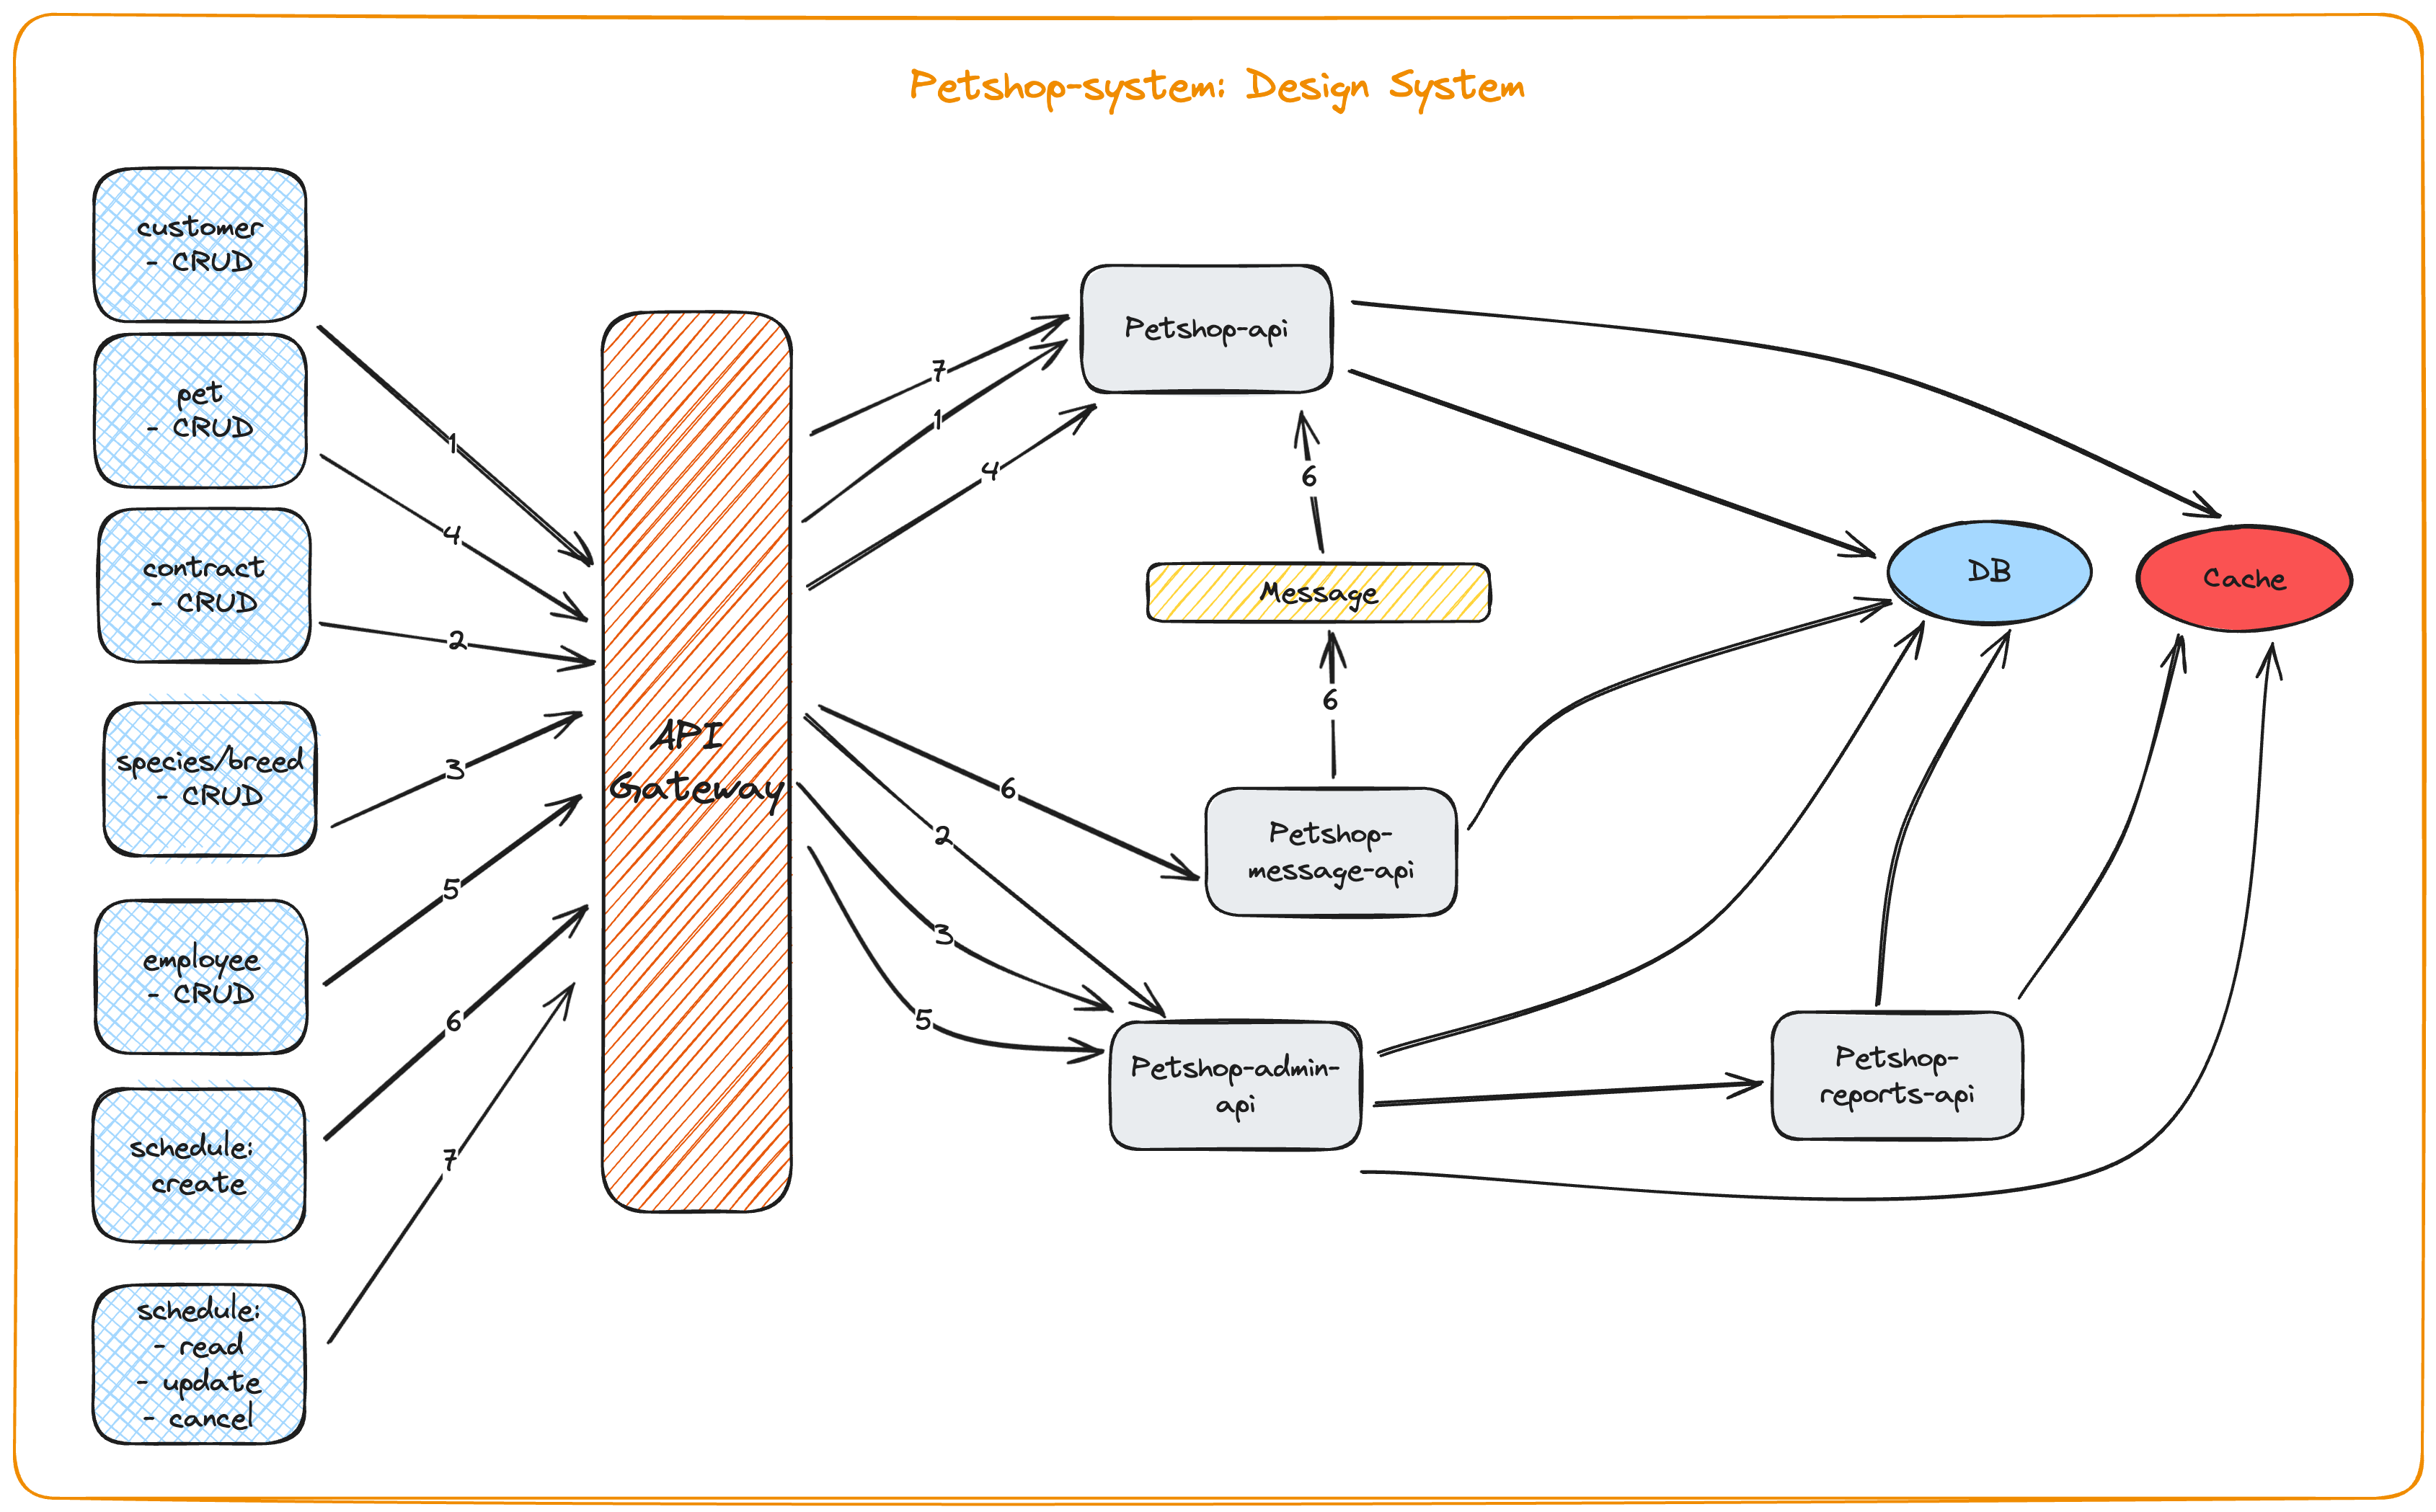 Petshop-system: Design System
customer
- CRUD
pet
- CRUD
contract
- CRUD
species/breed
- CRUD
employee
- CRUD
schedule:
create
schedule:
- read
- update
- cancel
1
4
2
3
5
6
7
API
Gateway
7
1
4
6
2
3
5
Petshop-api
6
Message
6
Petshop-
message-api
Petshop-admin-
api
Petshop-
reports-api
DB
Cache